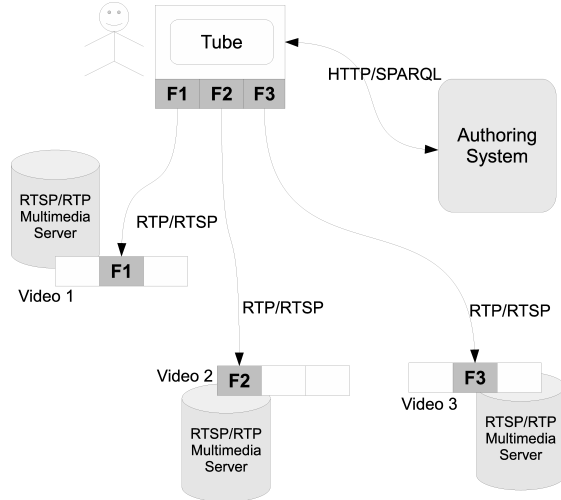 Tube
F1 F2 F3
HTTP/SPARQL
Authoring
System
RTSP/RTP
Multimedia
Server
RTP/RTSP
F1
Video 1
RTP/RTSP
RTP/RTSP
Video 2
F2
F3
Video 3
RTSP/RTP
Multimedia
Server
RTSP/RTP
Multimedia
Server